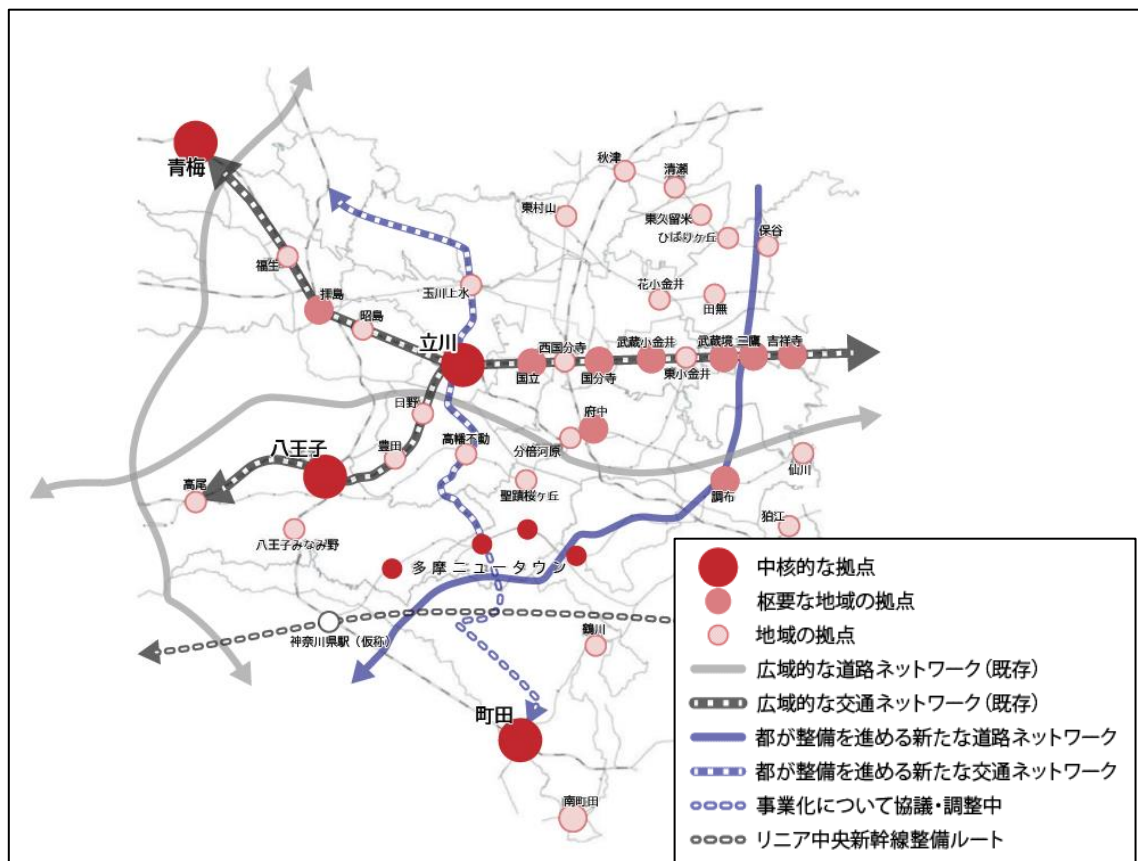 青梅
秋津
清瀬
東村山
東久留米
ひばりヶ丘
保谷
福生
拝島
昭島
玉川上水
花小金井
田無
立川
西国分寺
武蔵小金井
武蔵境
三鷹
吉祥寺
国立
国分寺
東小金井
日野
府中
八王子
豊田
高幡不動
分倍河原
仙川
高尾
聖蹟桜ヶ丘
調布
狛江
八王子みなみ野
多摩ニュータウン
神奈川県駅（仮称）
鶴川
町田
南町田
中核的な拠点
枢要な地域の拠点
地域の拠点
広域的な道路ネットワーク(既存)
広域的な交通ネットワーク(既存)
都が整備を進める新たな道路ネットワーク
都が整備を進める新たな交通ネットワーク
事業化について協議・調整中
リニア中央新幹線整備ルート